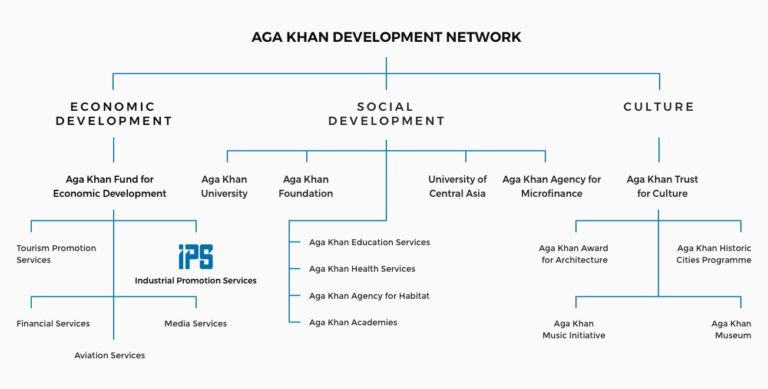 AGA KHAN DEVELOPMENT NETWORK
ECONOMIC
DEVELOPMENT
SOCIAL
DEVELOPMENT
CULTURE
Aga Khan Fund for
Economic Development
Aga Khan
University
Aga Khan
Foundation
University of
Central Asia
Aga Khan Agency for
Microfinance
Aga Khan Trust
for Culture
Tourism Promotion
Services
IPS
Industrial Promotion Services
Financial Services
Media Services
Aviation Services
Aga Khan Education Services
Aga Khan Health Services
Aga Khan Agency for Habitat
Aga Khan Academies
Aga Khan Award
for Architecture
Aga Khan Historic
Cities Programme
Aga Khan
Music Initiative
Aga Khan
Museum